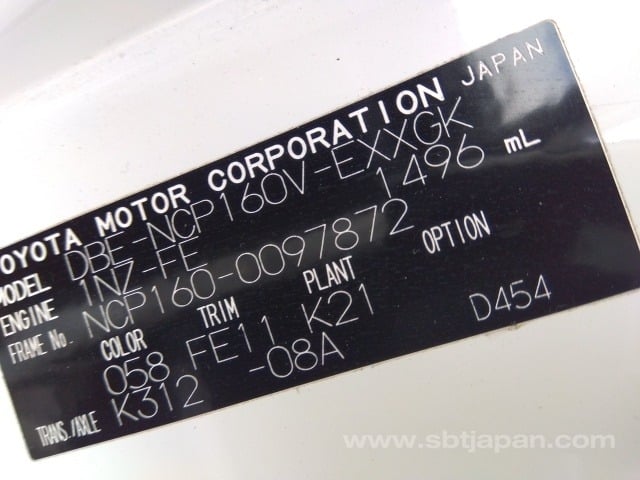 TOYOTA MOTOR CORPORATION JAPAN
MODEL DBE-NCP160V-EXXGK
ENGINE 1NZ-FE 1496 mL
FRAME No. NCP160-0097872
COLOR TRIM PLANT OPTION
058 FE11 K21 D454
TRANS./AXLE K312 -08A
www.sbtjapan.com